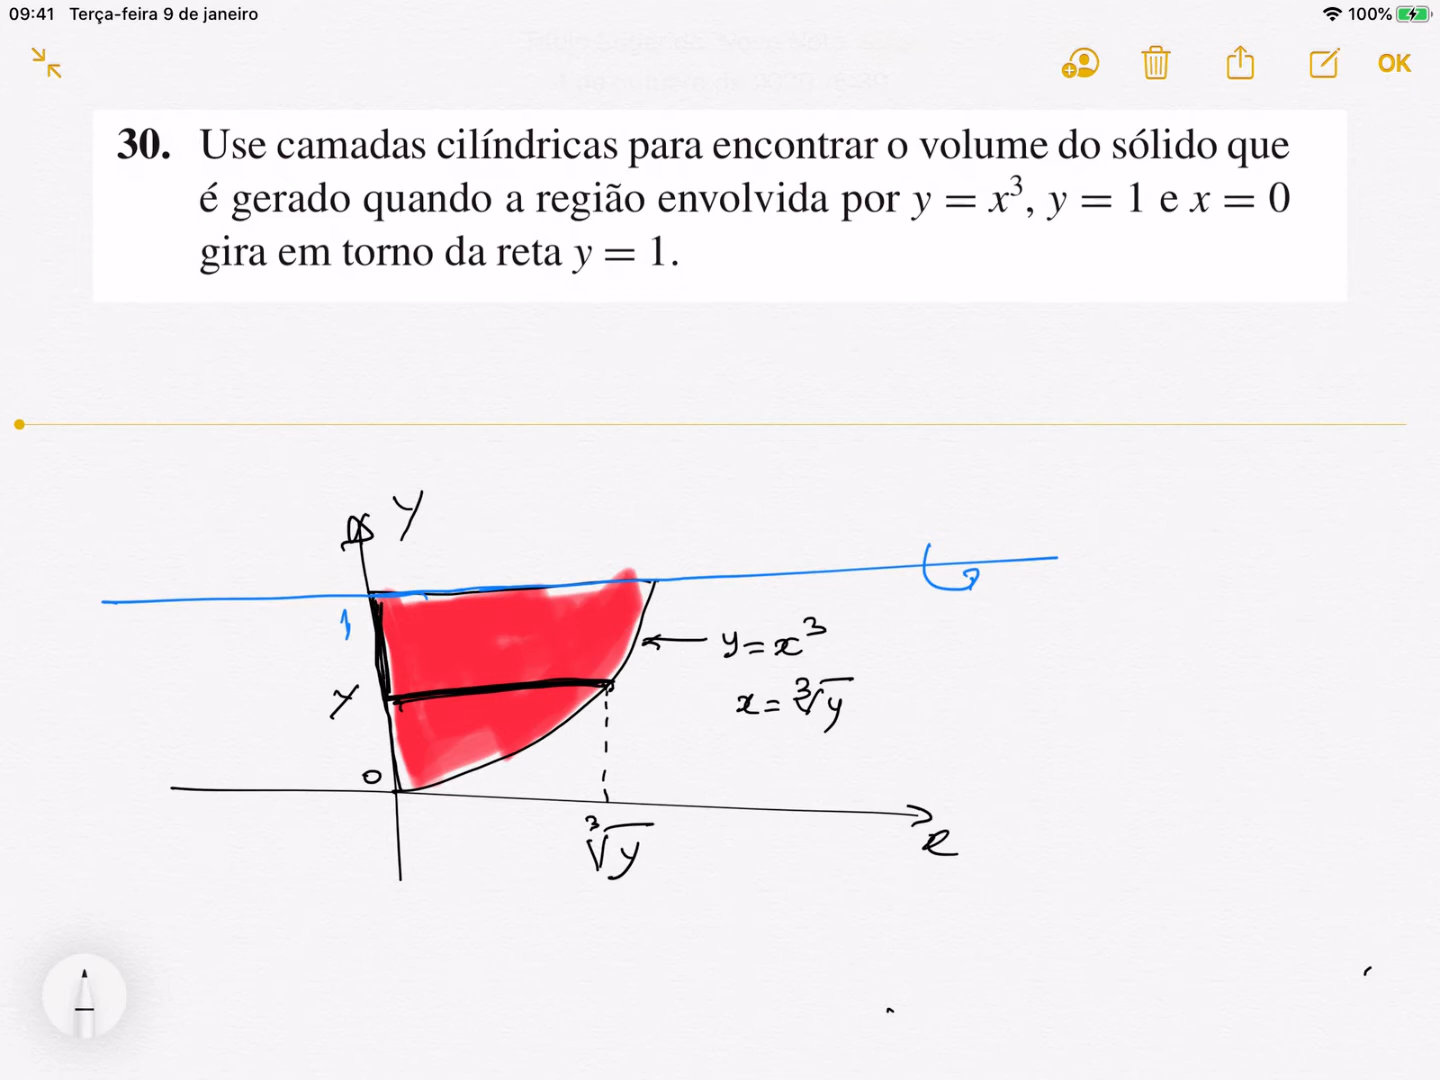 09:41 Terça-feira 9 de janeiro
100%
OK
30. Use camadas cilíndricas para encontrar o volume do sólido que
é gerado quando a região envolvida por y = x³, y = 1 e x = 0
gira em torno da reta y = 1.
y
1
y = x³
y
x = ∛y
0
∛y
x